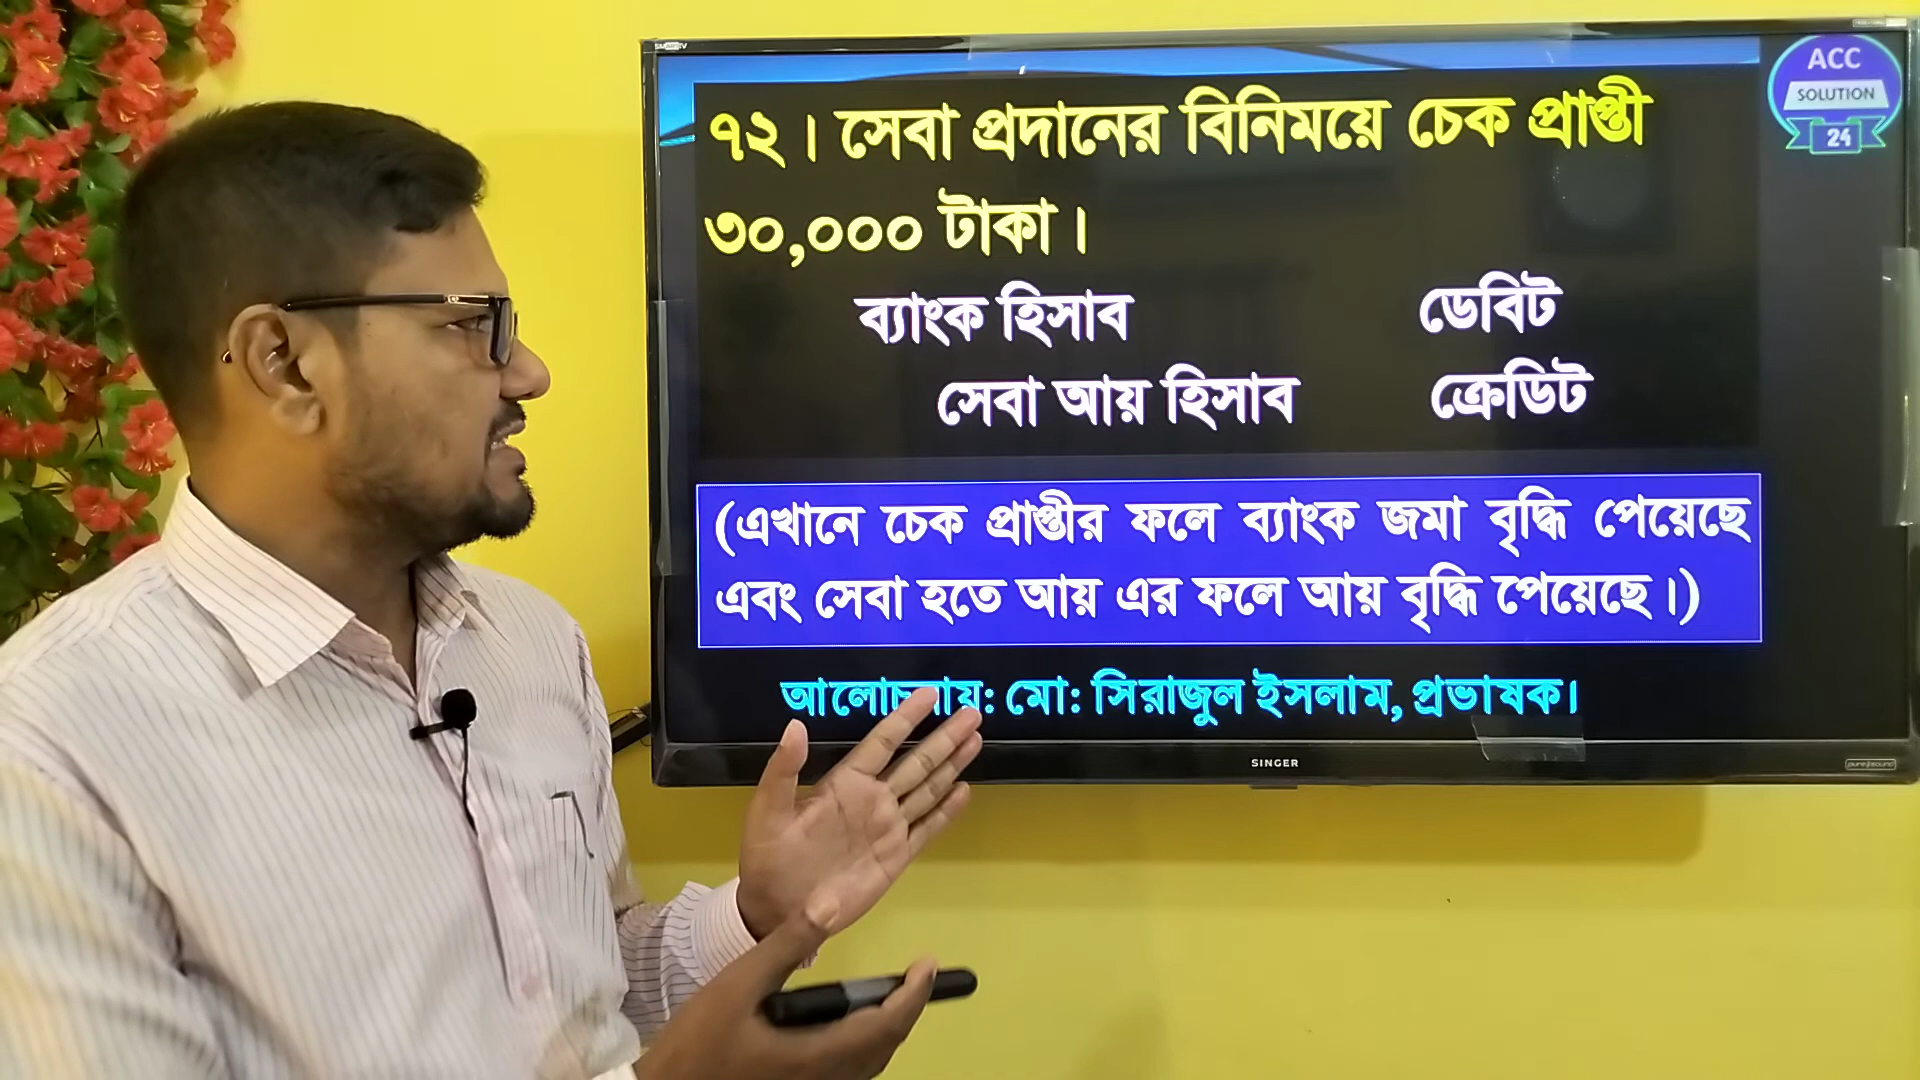 ৭২। সেবা প্রদানের বিনিময়ে চেক প্রাপ্তী
৩০,০০০ টাকা।
ব্যাংক হিসাব ডেবিট
সেবা আয় হিসাব ক্রেডিট
(এখানে চেক প্রাপ্তীর ফলে ব্যাংক জমা বৃদ্ধি পেয়েছে
এবং সেবা হতে আয় এর ফলে আয় বৃদ্ধি পেয়েছে।)
আলোচনায়: মো: সিরাজুল ইসলাম, প্রভাষক।
ACC
SOLUTION
24
SINGER